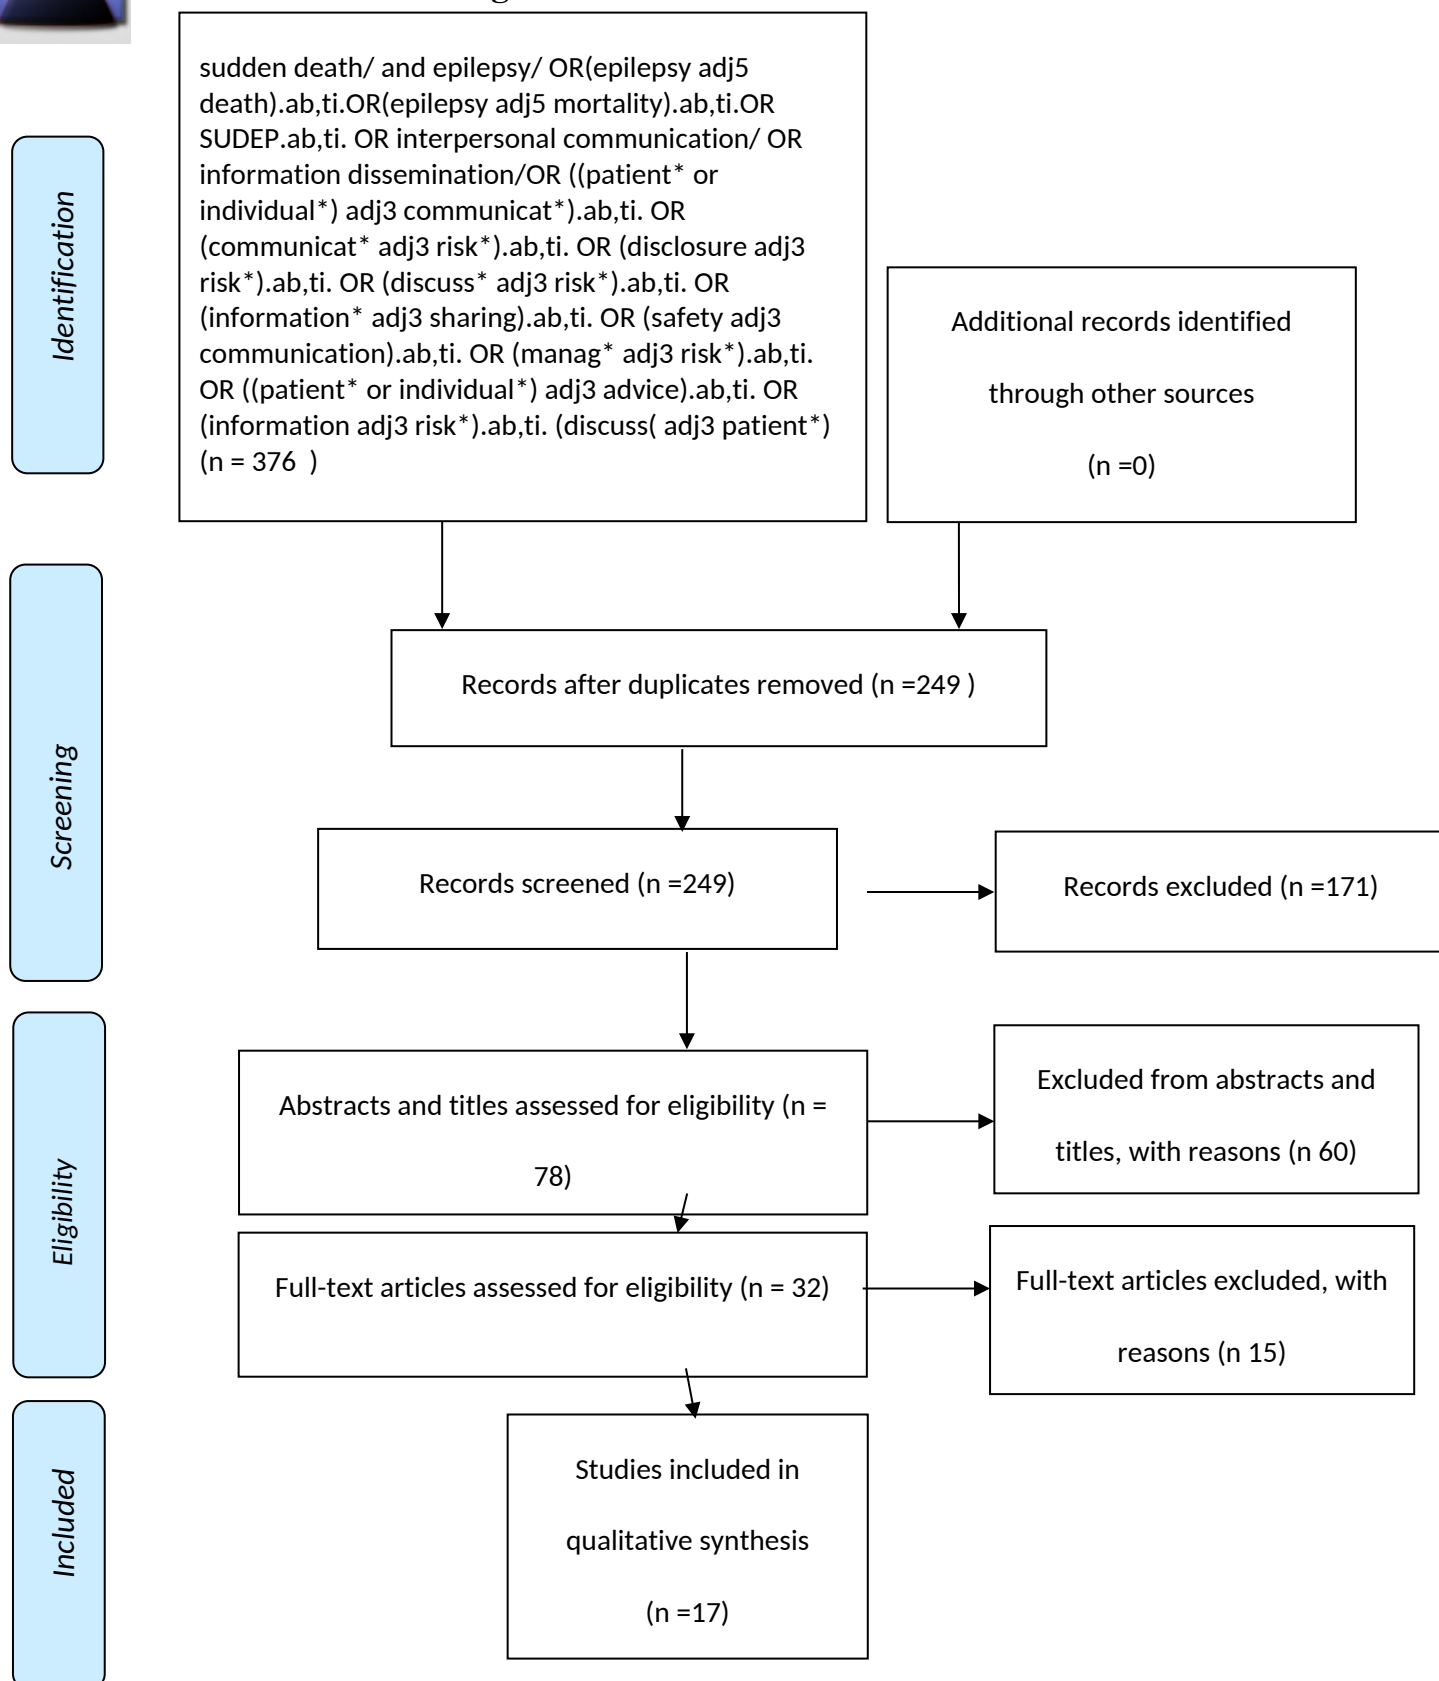 sudden death/ and epilepsy/ OR(epilepsy adj5
death).ab,ti.OR(epilepsy adj5 mortality).ab,ti.OR
SUDEP.ab,ti. OR interpersonal communication/ OR
information dissemination/OR ((patient* or
individual*) adj3 communicat*).ab,ti. OR
(communicat* adj3 risk*).ab,ti. OR (disclosure adj3
risk*).ab,ti. OR (discuss* adj3 risk*).ab,ti. OR
(information* adj3 sharing).ab,ti. OR (safety adj3
communication).ab,ti. OR (manag* adj3 risk*).ab,ti.
OR ((patient* or individual*) adj3 advice).ab,ti. OR
(information adj3 risk*).ab,ti. (discuss( adj3 patient*)
(n = 376  )
Identification
Additional records identified
through other sources
(n =0)
Records after duplicates removed (n =249 )
Screening
Records screened (n =249)
Records excluded (n =171)
Eligibility
Abstracts and titles assessed for eligibility (n =
78)
Excluded from abstracts and
titles, with reasons (n 60)
Full-text articles assessed for eligibility (n = 32)
Full-text articles excluded, with
reasons (n 15)
Included
Studies included in
qualitative synthesis
(n =17)